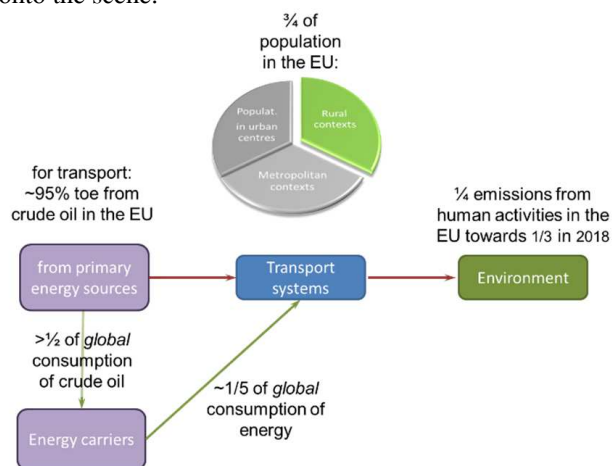 onto the scene.
¾ of
population
in the EU:
Populat.
in urban
centres
Rural
contexts
Metropolitan
contexts
for transport:
~95% toe from
crude oil in the EU
¼ emissions from
human activities in the
EU towards 1/3 in 2018
from primary
energy sources
Transport
systems
Environment
>½ of global
consumption
of crude oil
~1/5 of global
consumption of
energy
Energy carriers